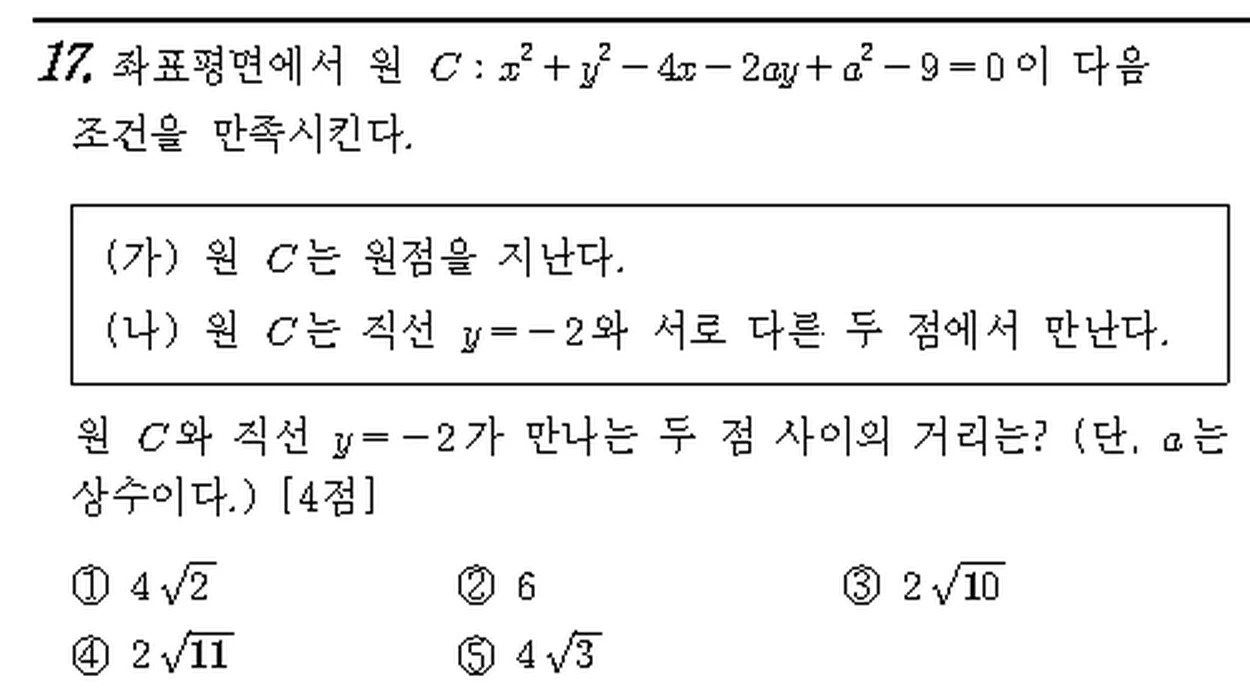 17. 좌표평면에서 원 C : x² + y² − 4x − 2ay + a² − 9 = 0이 다음
조건을 만족시킨다.
(가) 원 C는 원점을 지난다.
(나) 원 C는 직선 y = −2와 서로 다른 두 점에서 만난다.
원 C와 직선 y = −2가 만나는 두 점 사이의 거리는? (단, a는
상수이다.) [4점]
① 4√2 ② 6 ③ 2√10
④ 2√11 ⑤ 4√3